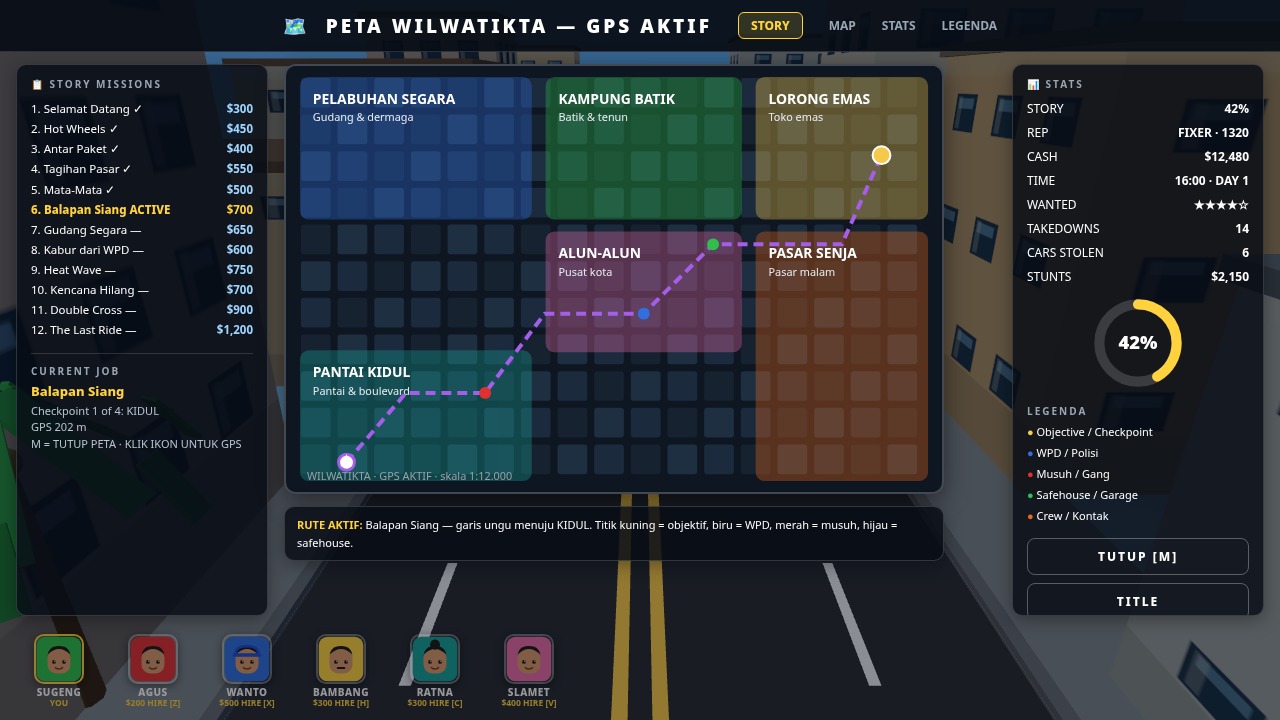 🗺️ PETA WILWATIKTA — GPS AKTIF
STORY
MAP
STATS
LEGENDA
📋 STORY MISSIONS
1. Selamat Datang ✓ $300
2. Hot Wheels ✓ $450
3. Antar Paket ✓ $400
4. Tagihan Pasar ✓ $550
5. Mata-Mata ✓ $500
6. Balapan Siang ACTIVE $700
7. Gudang Segara — $650
8. Kabur dari WPD — $600
9. Heat Wave — $750
10. Kencana Hilang — $700
11. Double Cross — $900
12. The Last Ride — $1,200
CURRENT JOB
Balapan Siang
Checkpoint 1 of 4: KIDUL
GPS 202 m
M = TUTUP PETA · KLIK IKON UNTUK GPS
PELABUHAN SEGARA
Gudang & dermaga
KAMPUNG BATIK
Batik & tenun
LORONG EMAS
Toko emas
ALUN-ALUN
Pusat kota
PASAR SENJA
Pasar malam
PANTAI KIDUL
Pantai & boulevard
WILWATIKTA · GPS AKTIF · skala 1:12.000
RUTE AKTIF: Balapan Siang — garis ungu menuju KIDUL. Titik kuning = objektif, biru = WPD, merah = musuh, hijau =
safehouse.
📊 STATS
STORY 42%
REP FIXER · 1320
CASH $12,480
TIME 16:00 · DAY 1
WANTED ★★★★☆
TAKEDOWNS 14
CARS STOLEN 6
STUNTS $2,150
42%
LEGENDA
● Objective / Checkpoint
● WPD / Polisi
● Musuh / Gang
● Safehouse / Garage
● Crew / Kontak
TUTUP [M]
TITLE
SUGENG
YOU
AGUS
$200 HIRE [Z]
WANTO
$500 HIRE [X]
BAMBANG
$300 HIRE [H]
RATNA
$300 HIRE [C]
SLAMET
$400 HIRE [V]